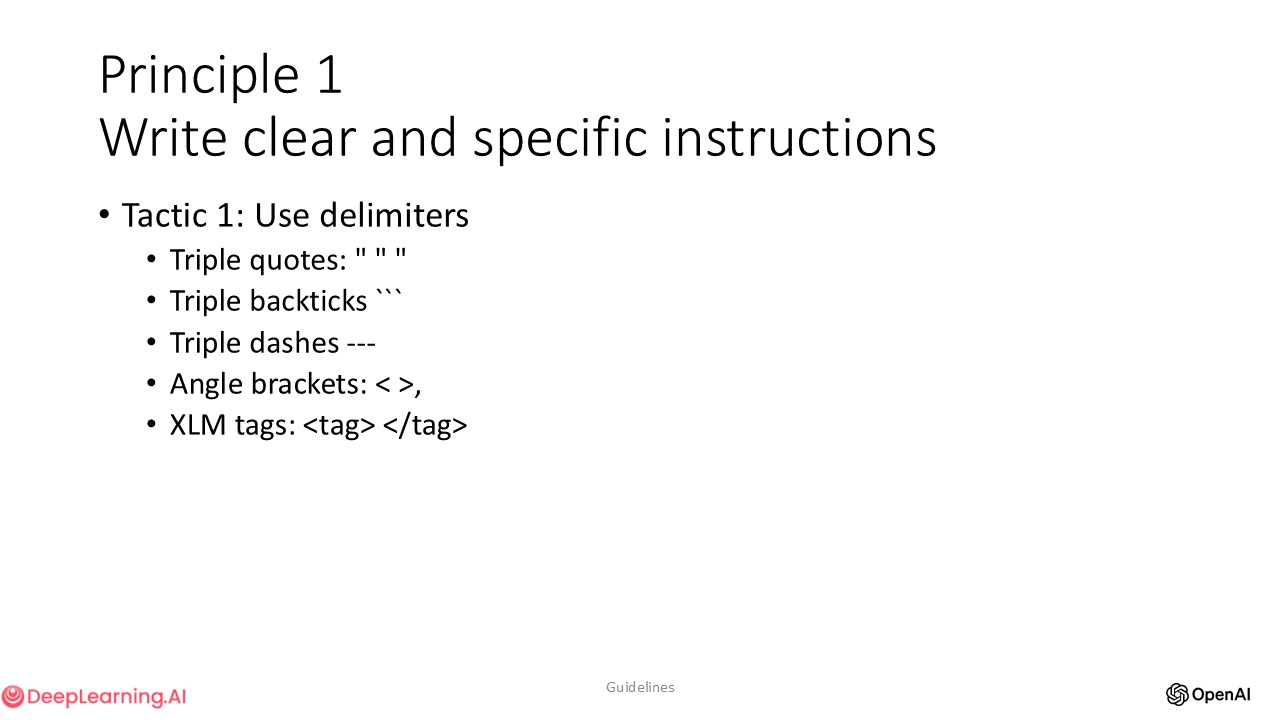 Principle 1
Write clear and specific instructions
• Tactic 1: Use delimiters
• Triple quotes: " " "
• Triple backticks ```
• Triple dashes ---
• Angle brackets: < >,
• XLM tags: <tag> </tag>
DeepLearning.AI
Guidelines
OpenAI